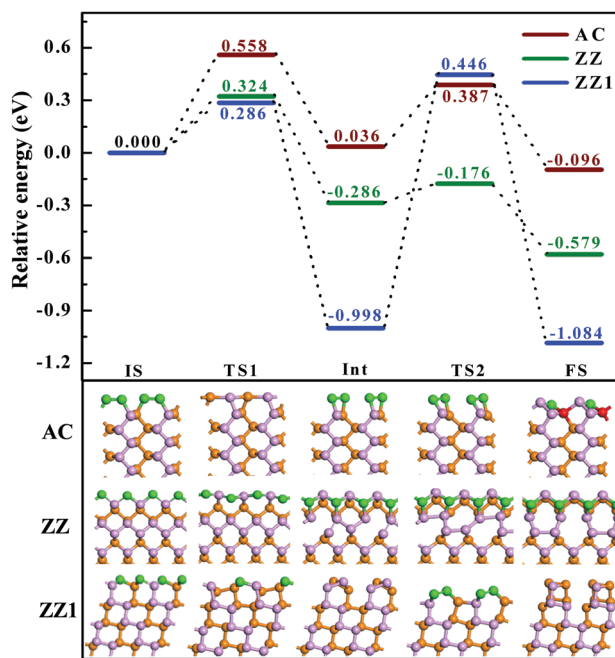 Relative energy (eV)
0.6
0.3
0.0
-0.3
-0.6
-0.9
-1.2
AC
ZZ
ZZ1
0.000
0.558
0.324
0.286
0.036
-0.286
-0.998
0.446
0.387
-0.176
-0.096
-0.579
-1.084
IS TS1 Int TS2 FS
AC
ZZ
ZZ1